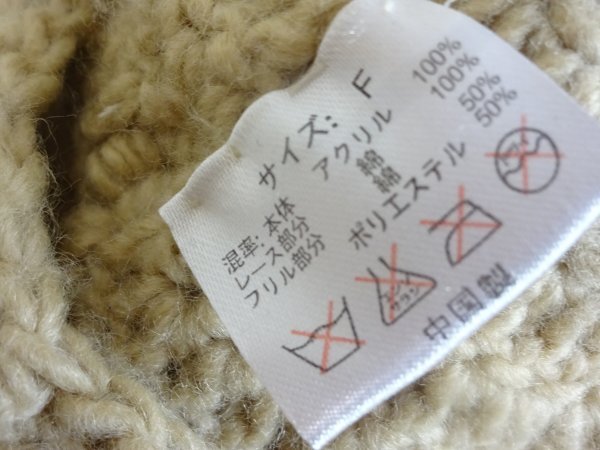 サイズ: F
混率: 本体 アクリル 100%
レース部分 綿 100%
フリル部分 綿 50%
ポリエステル 50%
中国製